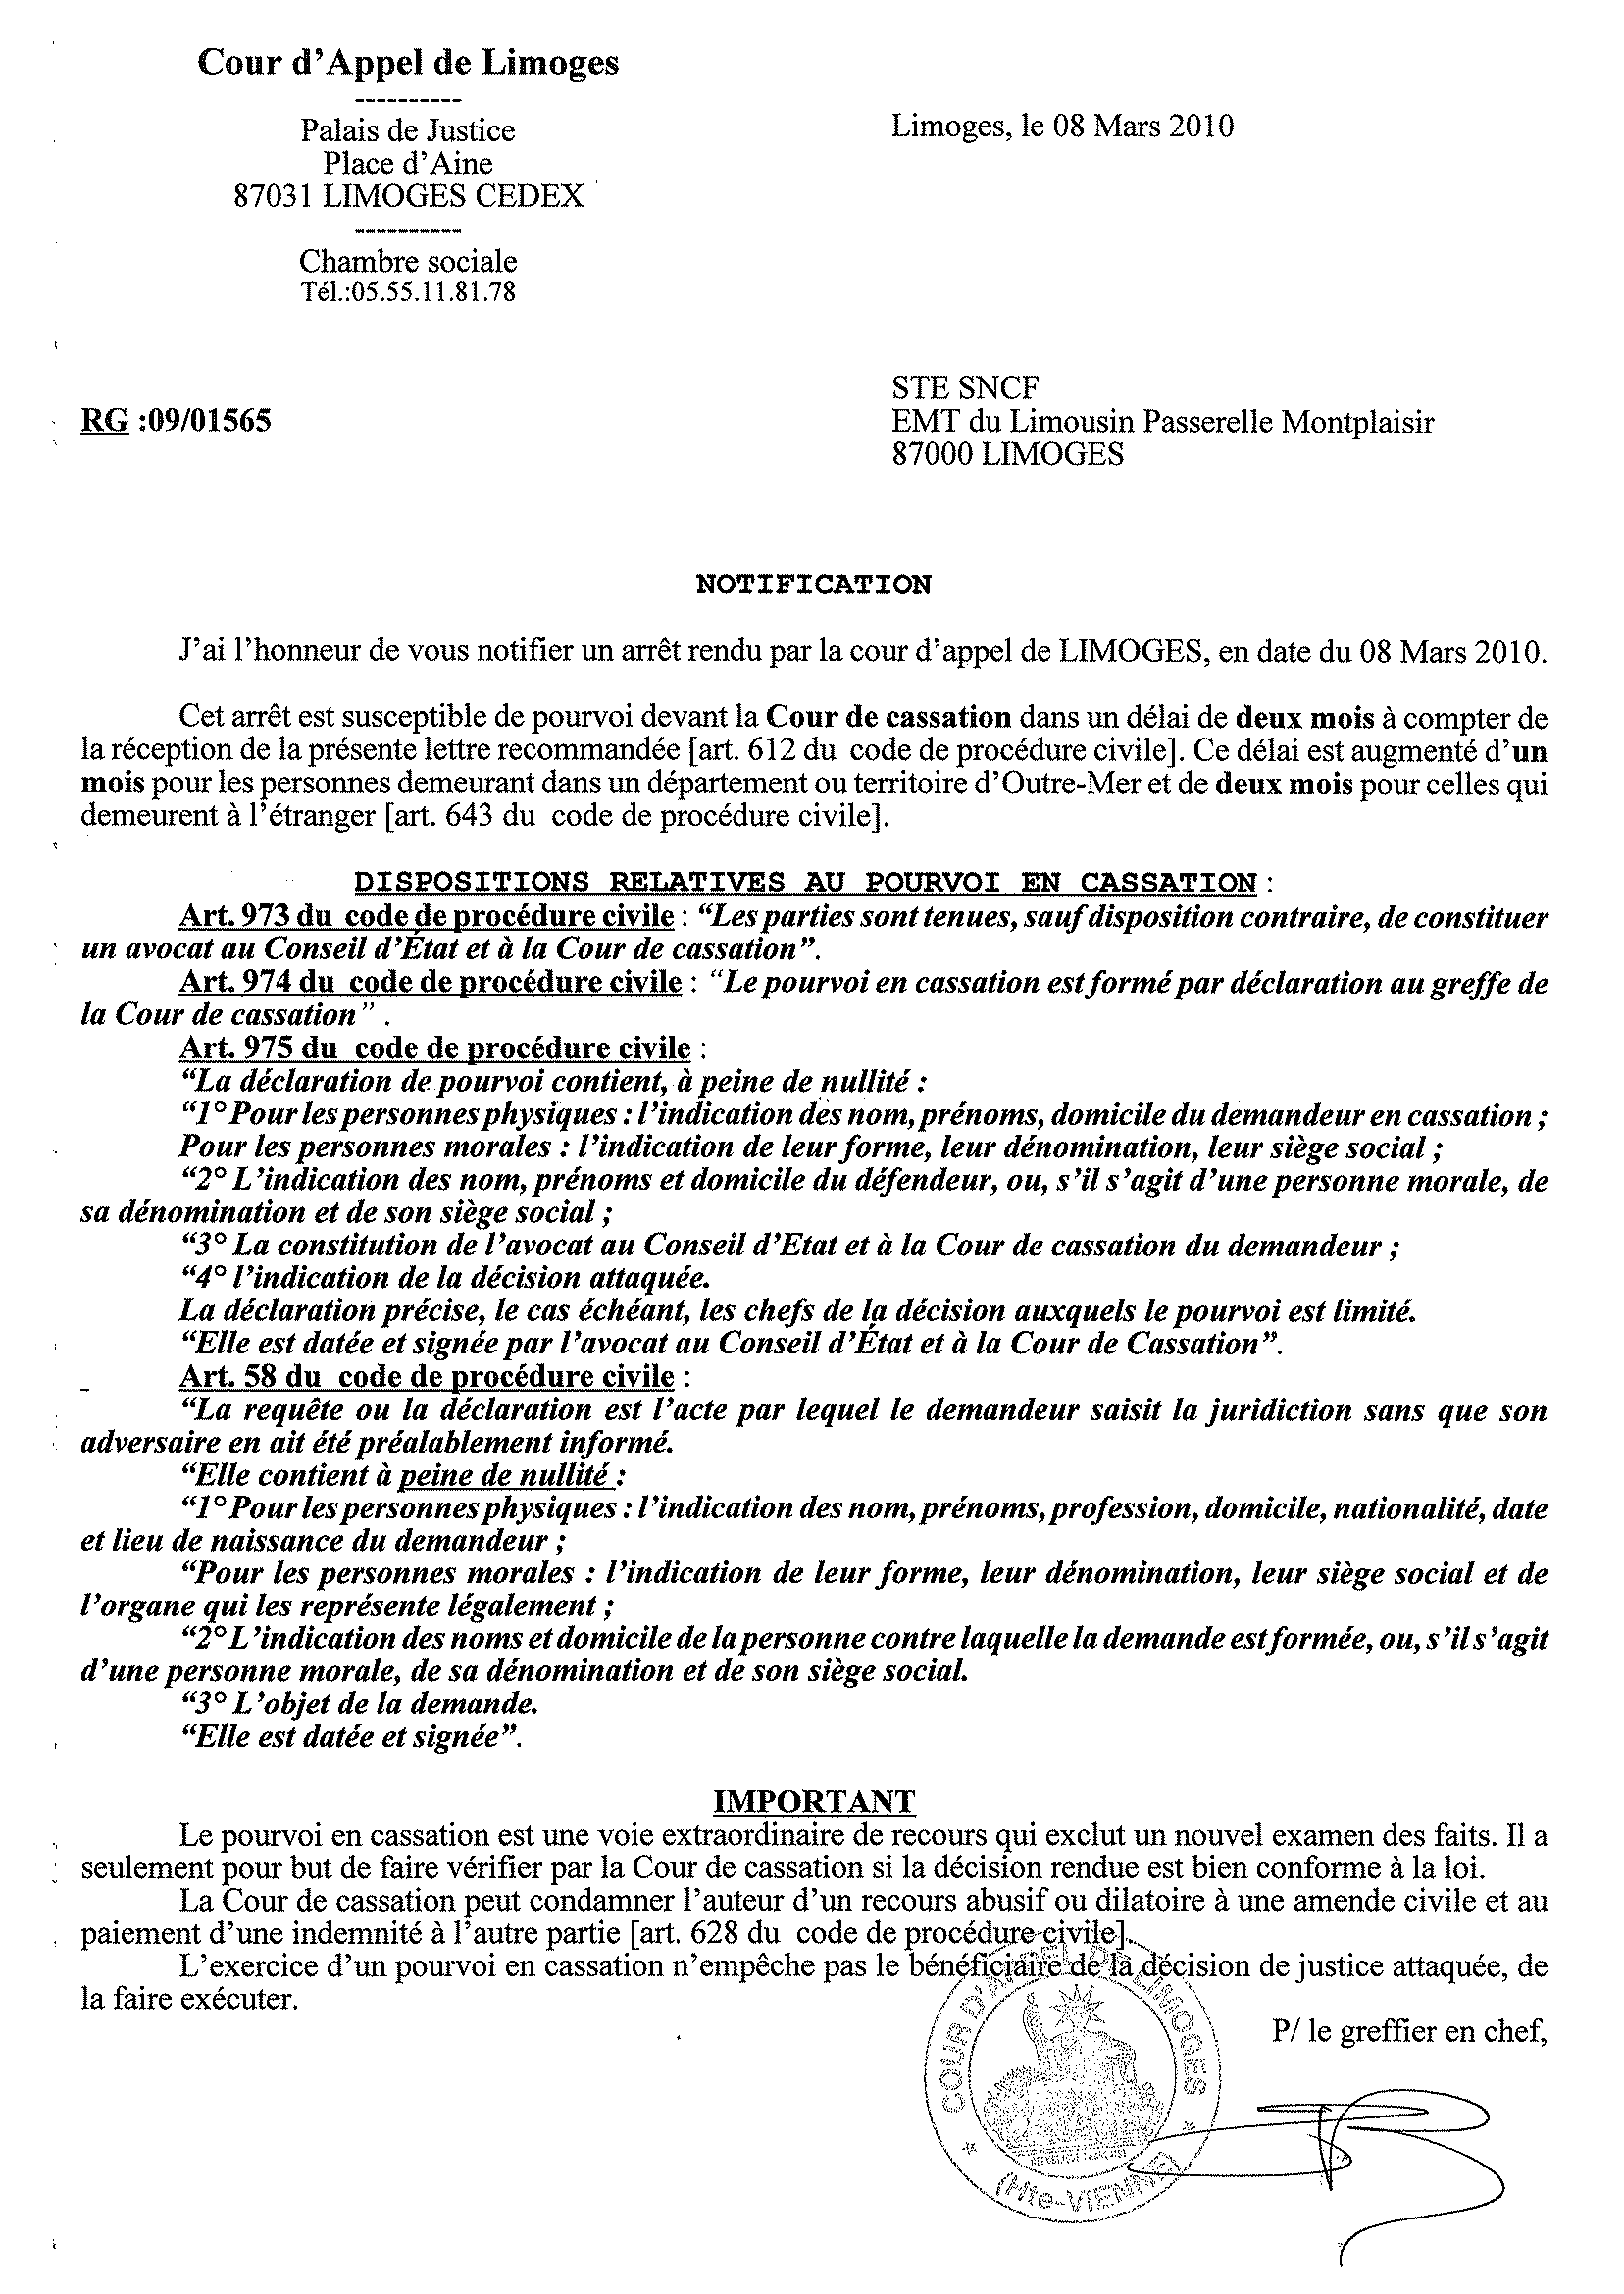 Cour d'Appel de Limoges
----------
Palais de Justice
Place d'Aine
87031 LIMOGES CEDEX
----------
Chambre sociale
Tél.:05.55.11.81.78
Limoges, le 08 Mars 2010
RG :09/01565
STE SNCF
EMT du Limousin Passerelle Montplaisir
87000 LIMOGES
NOTIFICATION
J'ai l'honneur de vous notifier un arrêt rendu par la cour d'appel de LIMOGES, en date du 08 Mars 2010.
Cet arrêt est susceptible de pourvoi devant la Cour de cassation dans un délai de deux mois à compter de
la réception de la présente lettre recommandée [art. 612 du code de procédure civile]. Ce délai est augmenté d'un
mois pour les personnes demeurant dans un département ou territoire d'Outre-Mer et de deux mois pour celles qui
demeurent à l'étranger [art. 643 du code de procédure civile].
DISPOSITIONS RELATIVES AU POURVOI EN CASSATION :
Art. 973 du code de procédure civile : “Les parties sont tenues, sauf disposition contraire, de constituer
un avocat au Conseil d'État et à la Cour de cassation”.
Art. 974 du code de procédure civile : “Le pourvoi en cassation est formé par déclaration au greffe de
la Cour de cassation” .
Art. 975 du code de procédure civile :
“La déclaration de pourvoi contient, à peine de nullité :
“1° Pour les personnes physiques : l'indication des nom, prénoms, domicile du demandeur en cassation ;
Pour les personnes morales : l'indication de leur forme, leur dénomination, leur siège social ;
“2° L'indication des nom, prénoms et domicile du défendeur, ou, s'il s'agit d'une personne morale, de
sa dénomination et de son siège social ;
“3° La constitution de l'avocat au Conseil d'Etat et à la Cour de cassation du demandeur ;
“4° l'indication de la décision attaquée.
La déclaration précise, le cas échéant, les chefs de la décision auxquels le pourvoi est limité.
“Elle est datée et signée par l'avocat au Conseil d'État et à la Cour de Cassation”.
Art. 58 du code de procédure civile :
“La requête ou la déclaration est l'acte par lequel le demandeur saisit la juridiction sans que son
adversaire en ait été préalablement informé.
“Elle contient à peine de nullité :
“1° Pour les personnes physiques : l'indication des nom, prénoms, profession, domicile, nationalité, date
et lieu de naissance du demandeur ;
“Pour les personnes morales : l'indication de leur forme, leur dénomination, leur siège social et de
l'organe qui les représente légalement ;
“2° L'indication des noms et domicile de la personne contre laquelle la demande est formée, ou, s'il s'agit
d'une personne morale, de sa dénomination et de son siège social.
“3° L'objet de la demande.
“Elle est datée et signée”.
IMPORTANT
Le pourvoi en cassation est une voie extraordinaire de recours qui exclut un nouvel examen des faits. Il a
seulement pour but de faire vérifier par la Cour de cassation si la décision rendue est bien conforme à la loi.
La Cour de cassation peut condamner l'auteur d'un recours abusif ou dilatoire à une amende civile et au
paiement d'une indemnité à l'autre partie [art. 628 du code de procédure civile].
L'exercice d'un pourvoi en cassation n'empêche pas le bénéficiaire de la décision de justice attaquée, de
la faire exécuter.
P/ le greffier en chef,
COUR D'APPEL DE LIMOGES
(Hte-VIENNE)